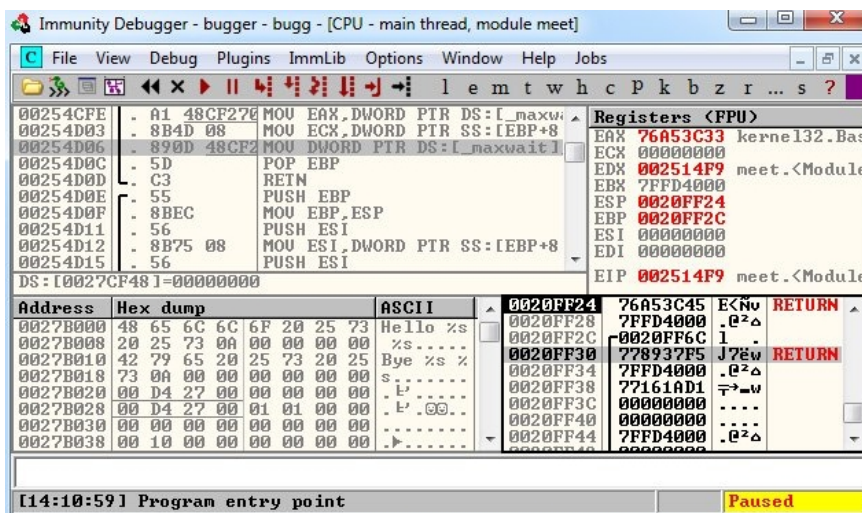 Immunity Debugger - bugger - bugg - [CPU - main thread, module meet]
C File View Debug Plugins ImmLib Options Window Help Jobs
l e m t w h c P k b z r ... s ?
00254CFE . A1 48CF270 MOV EAX,DWORD PTR DS:[_maxwa
00254D03 . 8B4D 08 MOV ECX,DWORD PTR SS:[EBP+8
00254D06 . 890D 48CF2 MOV DWORD PTR DS:[_maxwait],
00254D0C . 5D POP EBP
00254D0D . C3 RETN
00254D0E . 55 PUSH EBP
00254D0F . 8BEC MOV EBP,ESP
00254D11 . 56 PUSH ESI
00254D12 . 8B75 08 MOV ESI,DWORD PTR SS:[EBP+8
00254D15 . 56 PUSH ESI
DS:[0027CF48]=00000000
Registers (FPU)
EAX 76A53C33 kernel32.Bas
ECX 00000000
EDX 002514F9 meet.<Module
EBX 7FFD4000
ESP 0020FF24
EBP 0020FF2C
ESI 00000000
EDI 00000000
EIP 002514F9 meet.<Module
Address Hex dump ASCII
0027B000 48 65 6C 6C 6F 20 25 73 Hello %s
0027B008 20 25 73 0A 00 00 00 00 %s.....
0027B010 42 79 65 20 25 73 20 25 Bye %s %
0027B018 73 0A 00 00 00 00 00 00 s.......
0027B020 00 D4 27 00 00 00 00 00
0027B028 00 D4 27 00 01 01 00 00
0027B030 00 00 00 00 00 00 00 00 ........
0027B038 00 10 00 00 00 00 00 00
0020FF24 76A53C45 E<Ñv RETURN
0020FF28 7FFD4000 .@²⌂
0020FF2C 0020FF6C l .
0020FF30 778937F5 J7ëw RETURN
0020FF34 7FFD4000 .@²⌂
0020FF38 77161AD1
0020FF3C 00000000 ....
0020FF40 00000000 ....
0020FF44 7FFD4000 .@²⌂
[14:10:59] Program entry point
Paused